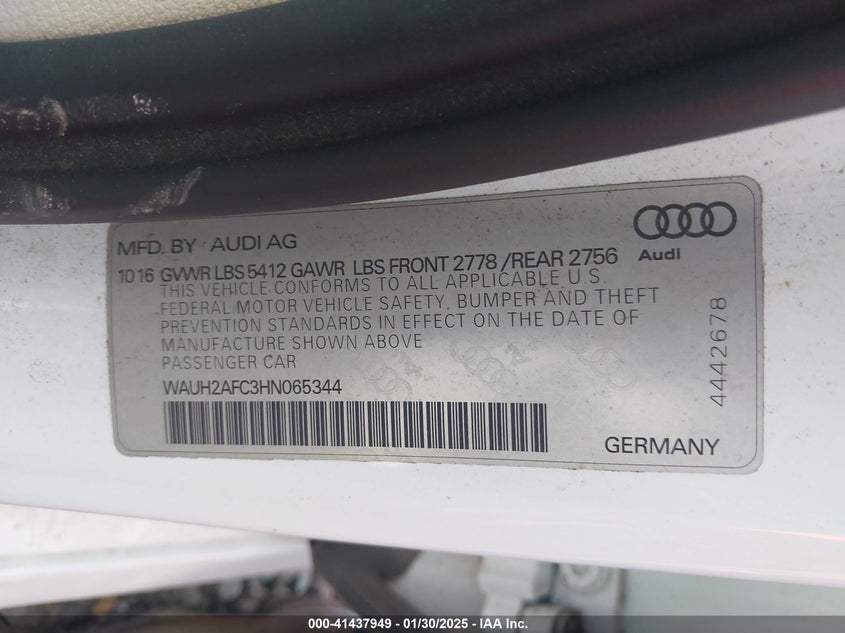 MFD. BY AUDI AG
Audi
10 16 GVWR LBS 5412 GAWR LBS FRONT 2778 /REAR 2756
THIS VEHICLE CONFORMS TO ALL APPLICABLE U.S.
FEDERAL MOTOR VEHICLE SAFETY, BUMPER AND THEFT
PREVENTION STANDARDS IN EFFECT ON THE DATE OF
MANUFACTURE SHOWN ABOVE
PASSENGER CAR
WAUH2AFC3HN065344
4442678
GERMANY
000-41437949 / 01/30/2025 - IAA Inc.